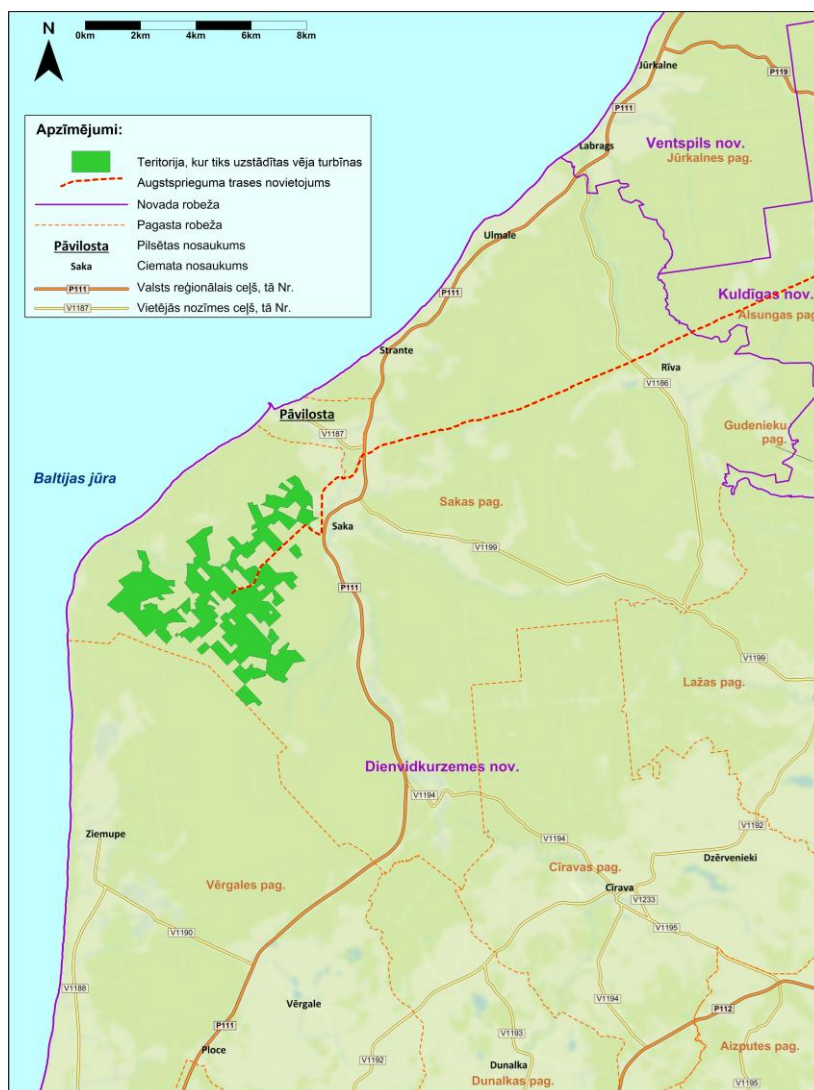 N
0km 2km 4km 6km 8km
Apzīmējumi:
Teritorija, kur tiks uzstādītas vēja turbīnas
Augstsprieguma trases novietojums
Novada robeža
Pagasta robeža
Pāvilosta Pilsētas nosaukums
Saka Ciemata nosaukums
P111 Valsts reģionālais ceļš, tā Nr.
V1187 Vietējās nozīmes ceļš, tā Nr.
Jūrkalne
P119
P111
Labrags
Ventspils nov.
Jūrkalnes pag.
Ulmale
P111
Kuldīgas nov.
Alsungas pag
Strante
Rīva
V1186
Pāvilosta
V1187
Gudenieku
pag.
Baltijas jūra
Sakas pag.
Saka
V1199
P111
V1199
Lažas pag.
Dienvidkurzemes nov.
V1194
V1192
Ziemupe
V1194
Dzērvenieki
Cīravas pag.
Vērgales pag.
Cīrava
V1233
V1190
V1195
V1188
Vērgale
V1194
P112
P111
V1193
Ploce
Aizputes pag.
V1192
Dunalka
Dunalkas pag.
V1195